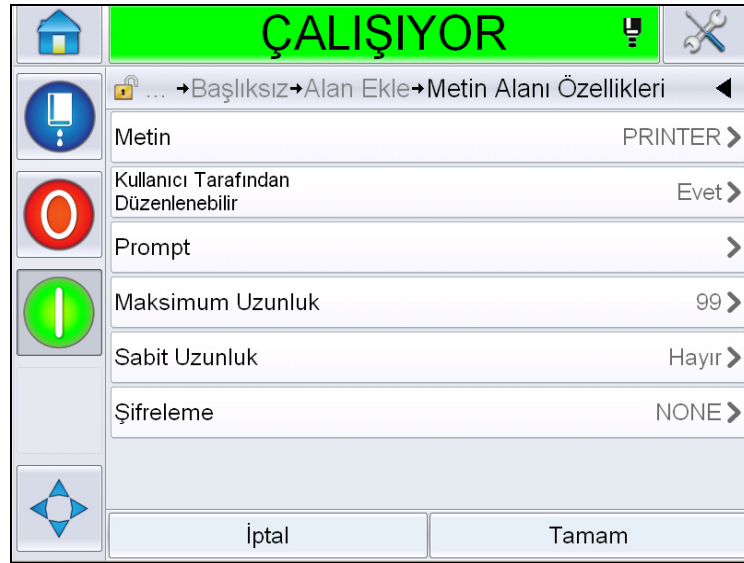 ÇALIŞIYOR
... →Başlıksız→Alan Ekle→Metin Alanı Özellikleri
Metin PRINTER
Kullanıcı Tarafından
Düzenlenebilir Evet
Prompt
Maksimum Uzunluk 99
Sabit Uzunluk Hayır
Şifreleme NONE
İptal Tamam